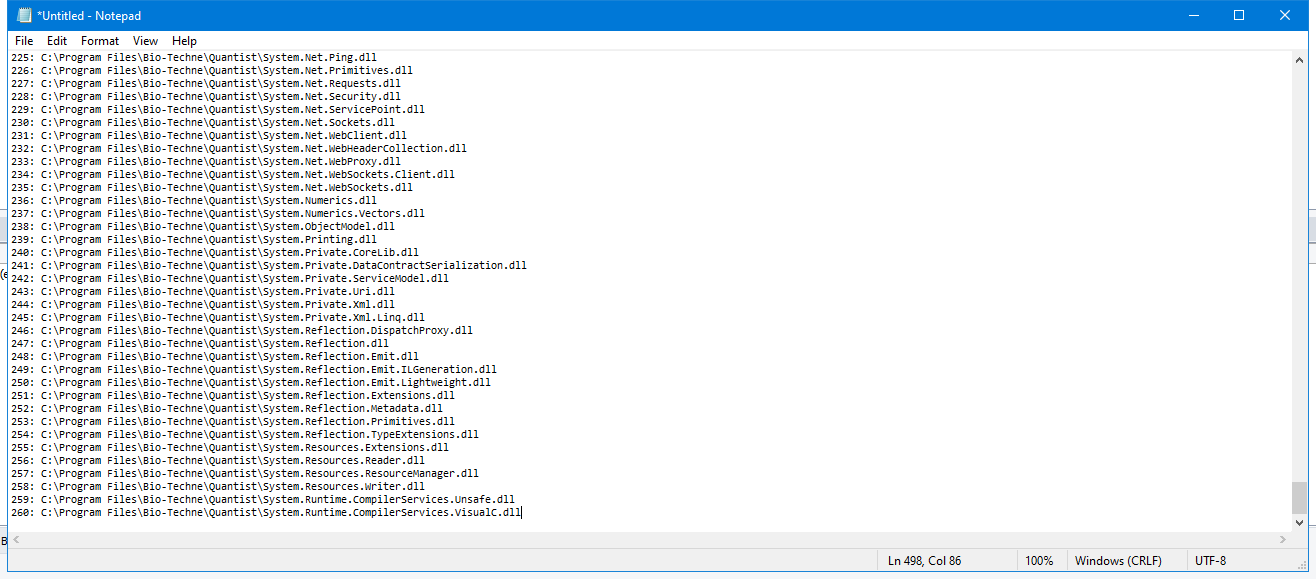 *Untitled - Notepad
File Edit Format View Help
225: C:\Program Files\Bio-Techne\Quantist\System.Net.Ping.dll
226: C:\Program Files\Bio-Techne\Quantist\System.Net.Primitives.dll
227: C:\Program Files\Bio-Techne\Quantist\System.Net.Requests.dll
228: C:\Program Files\Bio-Techne\Quantist\System.Net.Security.dll
229: C:\Program Files\Bio-Techne\Quantist\System.Net.ServicePoint.dll
230: C:\Program Files\Bio-Techne\Quantist\System.Net.Sockets.dll
231: C:\Program Files\Bio-Techne\Quantist\System.Net.WebClient.dll
232: C:\Program Files\Bio-Techne\Quantist\System.Net.WebHeaderCollection.dll
233: C:\Program Files\Bio-Techne\Quantist\System.Net.WebProxy.dll
234: C:\Program Files\Bio-Techne\Quantist\System.Net.WebSockets.Client.dll
235: C:\Program Files\Bio-Techne\Quantist\System.Net.WebSockets.dll
236: C:\Program Files\Bio-Techne\Quantist\System.Numerics.dll
237: C:\Program Files\Bio-Techne\Quantist\System.Numerics.Vectors.dll
238: C:\Program Files\Bio-Techne\Quantist\System.ObjectModel.dll
239: C:\Program Files\Bio-Techne\Quantist\System.Printing.dll
240: C:\Program Files\Bio-Techne\Quantist\System.Private.CoreLib.dll
241: C:\Program Files\Bio-Techne\Quantist\System.Private.DataContractSerialization.dll
242: C:\Program Files\Bio-Techne\Quantist\System.Private.ServiceModel.dll
243: C:\Program Files\Bio-Techne\Quantist\System.Private.Uri.dll
244: C:\Program Files\Bio-Techne\Quantist\System.Private.Xml.dll
245: C:\Program Files\Bio-Techne\Quantist\System.Private.Xml.Linq.dll
246: C:\Program Files\Bio-Techne\Quantist\System.Reflection.DispatchProxy.dll
247: C:\Program Files\Bio-Techne\Quantist\System.Reflection.dll
248: C:\Program Files\Bio-Techne\Quantist\System.Reflection.Emit.dll
249: C:\Program Files\Bio-Techne\Quantist\System.Reflection.Emit.ILGeneration.dll
250: C:\Program Files\Bio-Techne\Quantist\System.Reflection.Emit.Lightweight.dll
251: C:\Program Files\Bio-Techne\Quantist\System.Reflection.Extensions.dll
252: C:\Program Files\Bio-Techne\Quantist\System.Reflection.Metadata.dll
253: C:\Program Files\Bio-Techne\Quantist\System.Reflection.Primitives.dll
254: C:\Program Files\Bio-Techne\Quantist\System.Reflection.TypeExtensions.dll
255: C:\Program Files\Bio-Techne\Quantist\System.Resources.Extensions.dll
256: C:\Program Files\Bio-Techne\Quantist\System.Resources.Reader.dll
257: C:\Program Files\Bio-Techne\Quantist\System.Resources.ResourceManager.dll
258: C:\Program Files\Bio-Techne\Quantist\System.Resources.Writer.dll
259: C:\Program Files\Bio-Techne\Quantist\System.Runtime.CompilerServices.Unsafe.dll
260: C:\Program Files\Bio-Techne\Quantist\System.Runtime.CompilerServices.VisualC.dll
Ln 498, Col 86 100% Windows (CRLF) UTF-8